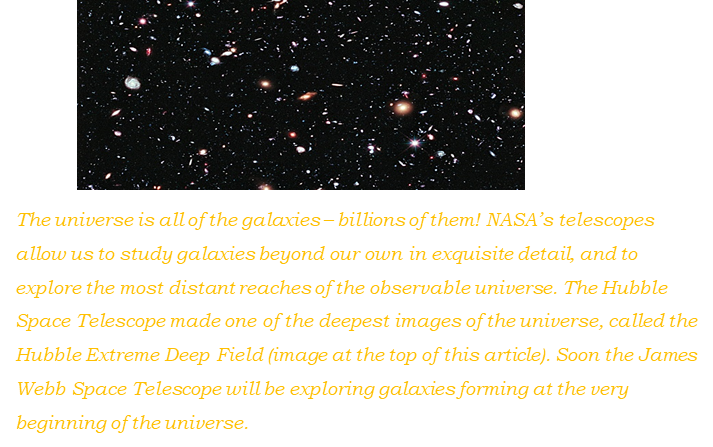 The universe is all of the galaxies – billions of them! NASA’s telescopes
allow us to study galaxies beyond our own in exquisite detail, and to
explore the most distant reaches of the observable universe. The Hubble
Space Telescope made one of the deepest images of the universe, called the
Hubble Extreme Deep Field (image at the top of this article). Soon the James
Webb Space Telescope will be exploring galaxies forming at the very
beginning of the universe.